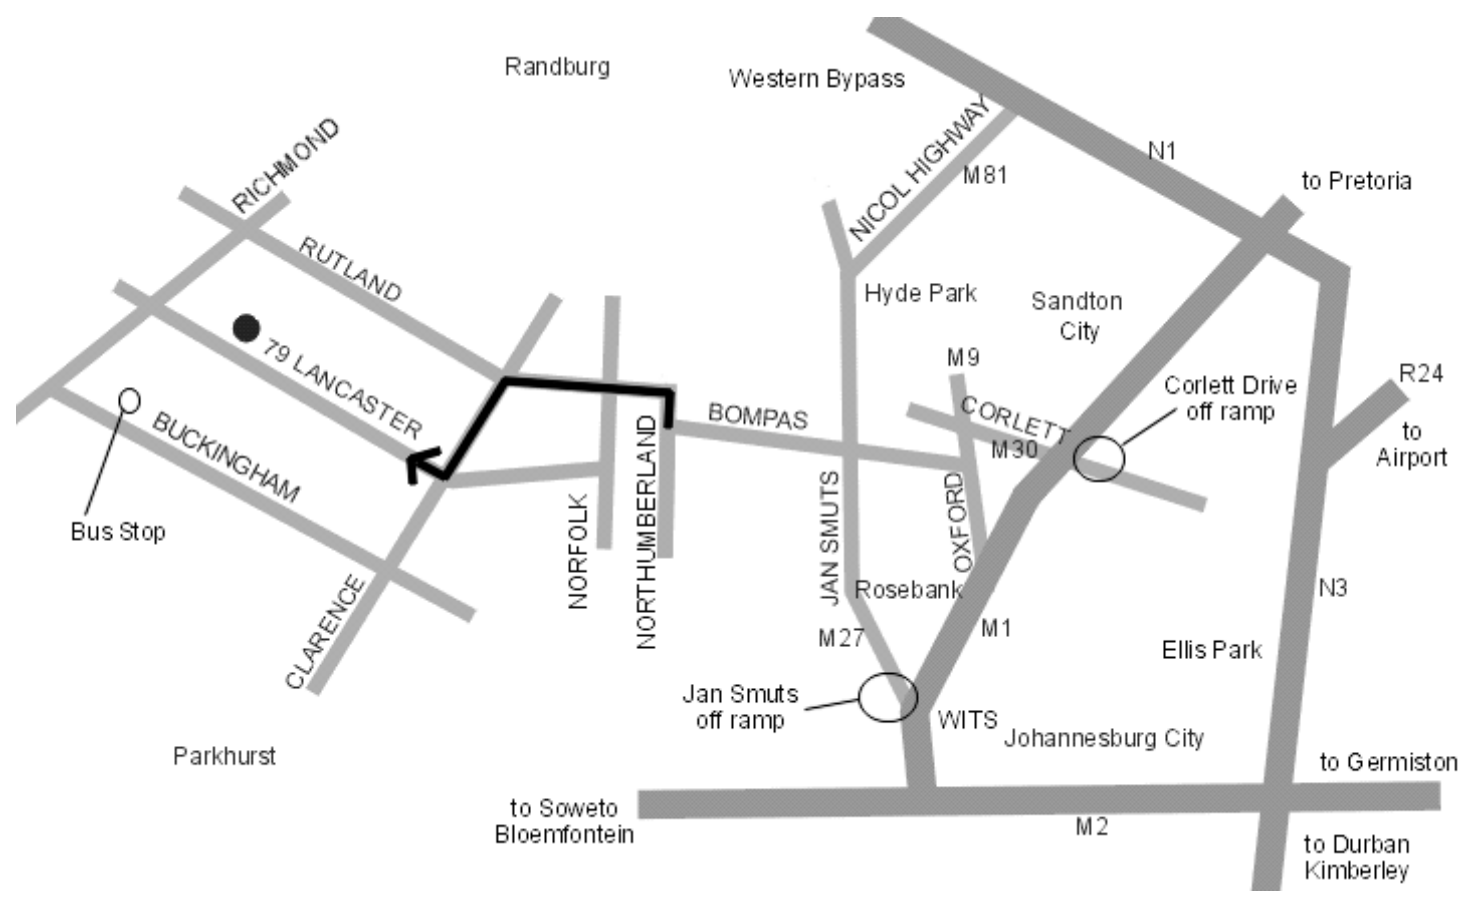 Randburg
Western Bypass
RICHMOND
NICOL HIGHWAY
M81
N1
to Pretoria
RUTLAND
Hyde Park
Sandton
City
79 LANCASTER
M9
R24
Corlett Drive
off ramp
BUCKINGHAM
BOMPAS
CORLETT
M30
to
Airport
Bus Stop
NORFOLK
NORTHUMBERLAND
JAN SMUTS
OXFORD
Rosebank
N3
CLARENCE
M27
M1
Ellis Park
Jan Smuts
off ramp
WITS
Johannesburg City
Parkhurst
to Germiston
to Soweto
Bloemfontein
M2
to Durban
Kimberley